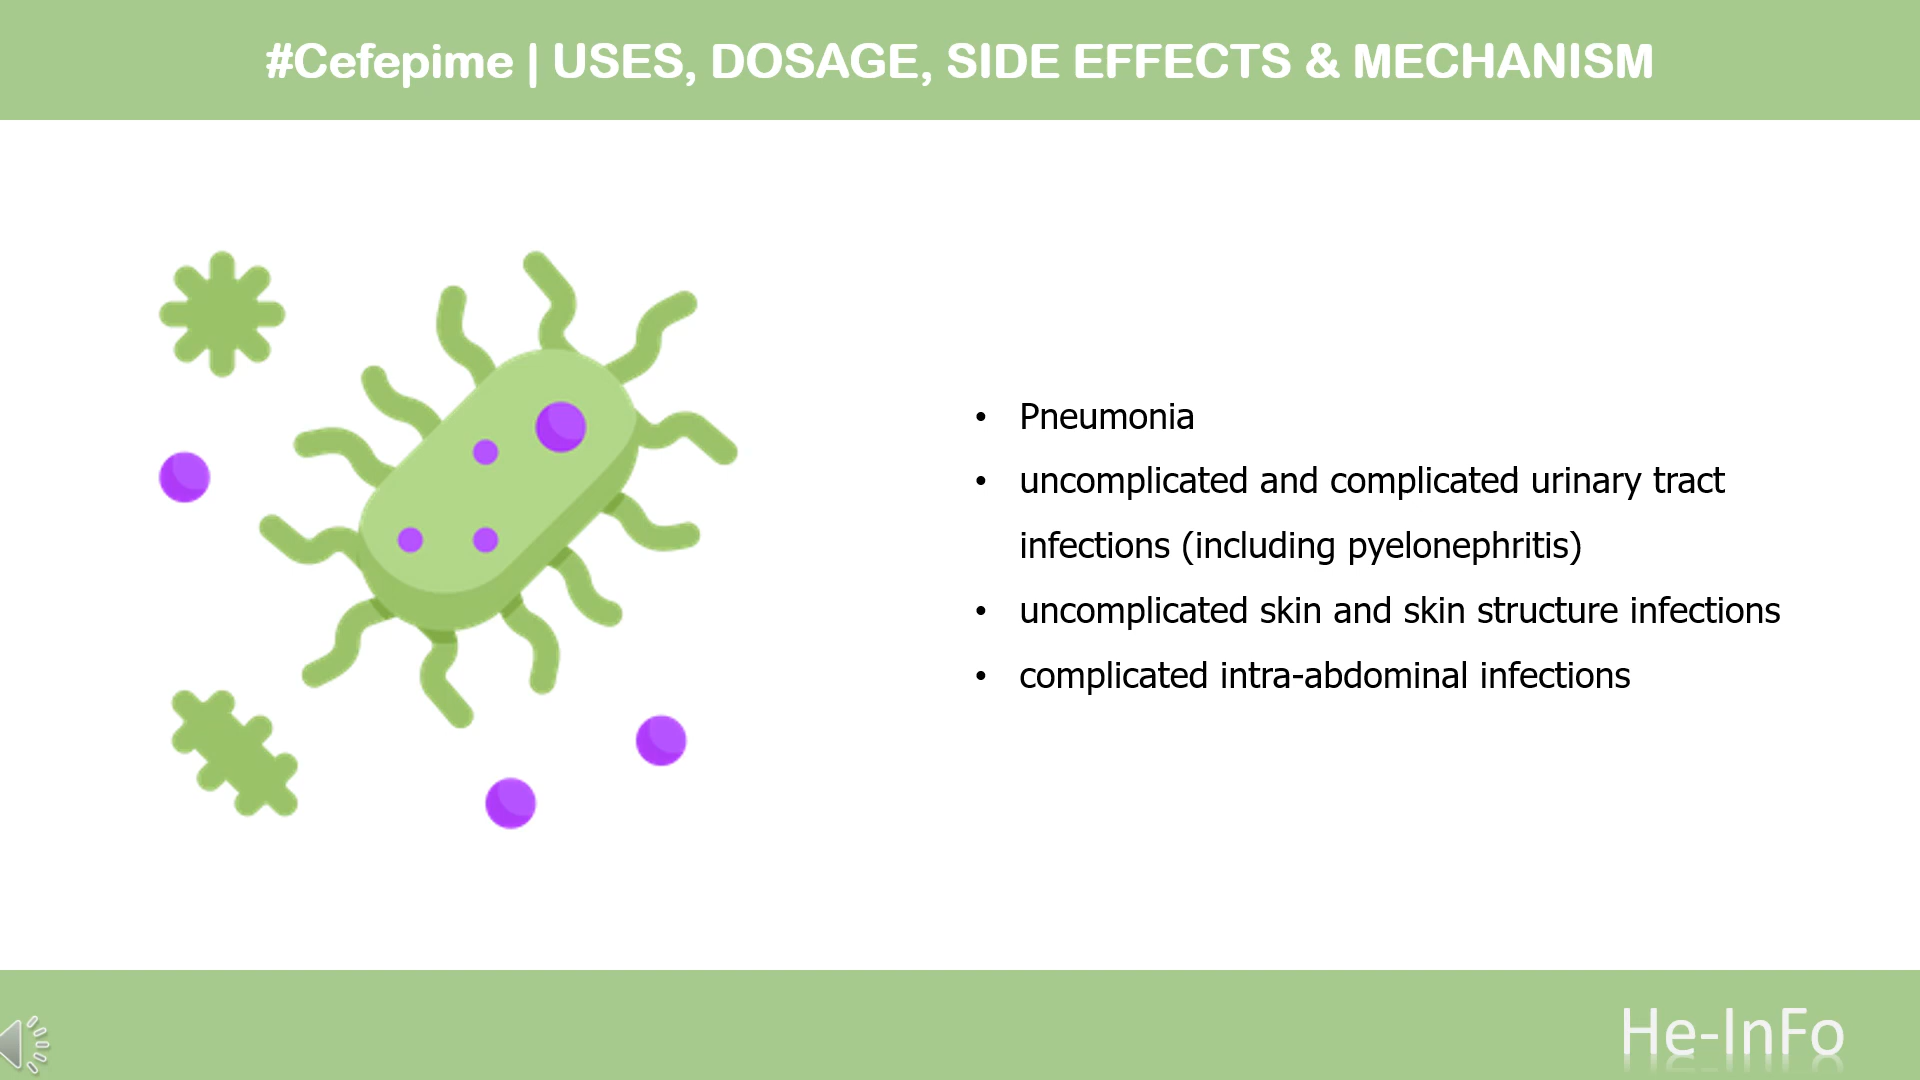 #Cefepime | USES, DOSAGE, SIDE EFFECTS & MECHANISM
• Pneumonia
• uncomplicated and complicated urinary tract
infections (including pyelonephritis)
• uncomplicated skin and skin structure infections
• complicated intra-abdominal infections
He-InFo